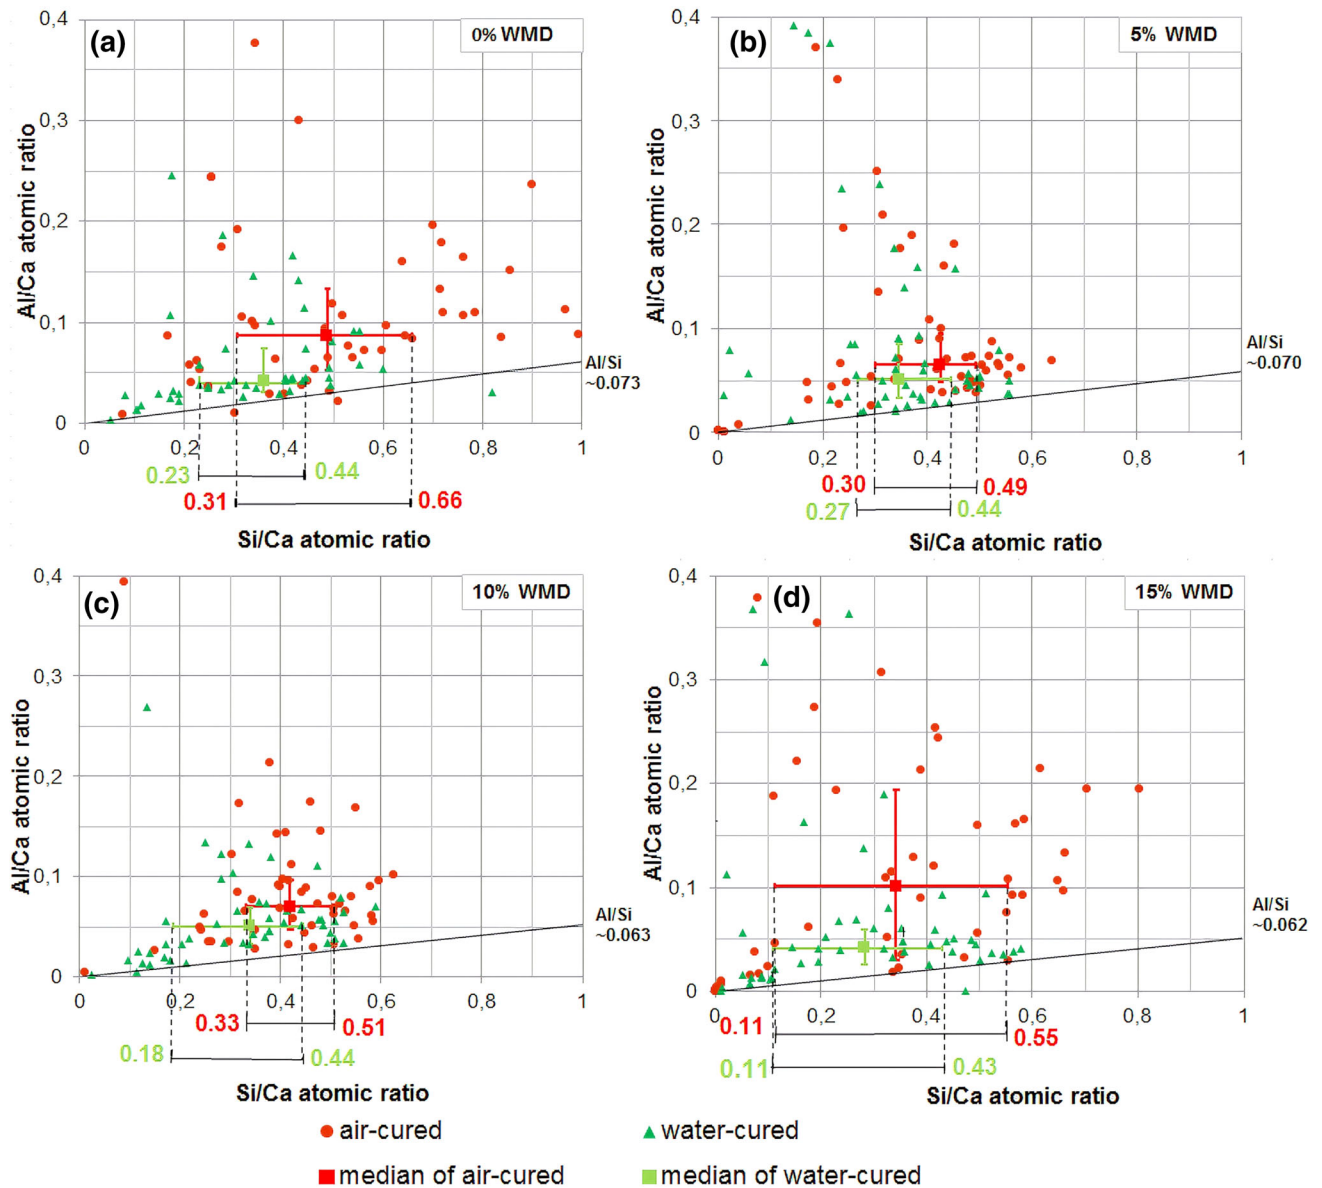 (a)
0% WMD
0,4
0,3
0,2
0,1
0
Al/Ca atomic ratio
Al/Si
~0.073
0 0,2 0,4 0,6 0,8 1
0.23 0.44
0.31 0.66
Si/Ca atomic ratio
(b)
5% WMD
0,4
0,3
0,2
0,1
0
Al/Ca atomic ratio
Al/Si
~0.070
0 0,2 0,4 0,6 0,8 1
0.30 0.49
0.27 0.44
Si/Ca atomic ratio
(c)
10% WMD
0,4
0,3
0,2
0,1
0
Al/Ca atomic ratio
Al/Si
~0.063
0 0,2 0,4 0,6 0,8 1
0.33 0.51
0.18 0.44
Si/Ca atomic ratio
(d)
15% WMD
0,4
0,3
0,2
0,1
0
Al/Ca atomic ratio
Al/Si
~0.062
0 0,2 0,4 0,6 0,8 1
0.11 0.55
0.11 0.43
Si/Ca atomic ratio
air-cured
water-cured
median of air-cured
median of water-cured